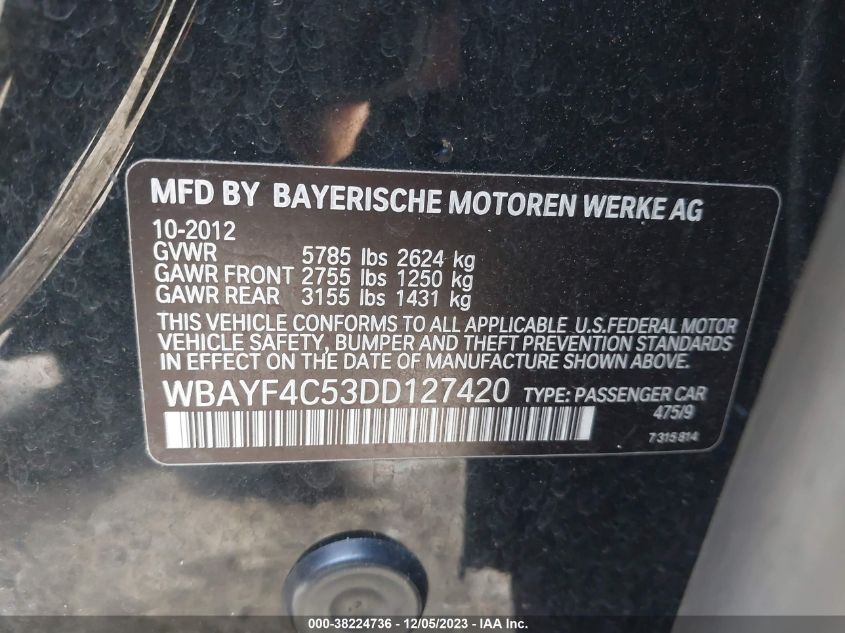 MFD BY BAYERISCHE MOTOREN WERKE AG
10-2012
GVWR 5785 lbs 2624 kg
GAWR FRONT 2755 lbs 1250 kg
GAWR REAR 3155 lbs 1431 kg
THIS VEHICLE CONFORMS TO ALL APPLICABLE U.S.FEDERAL MOTOR
VEHICLE SAFETY, BUMPER AND THEFT PREVENTION STANDARDS
IN EFFECT ON THE DATE OF MANUFACTURE SHOWN ABOVE.
WBAYF4C53DD127420 TYPE: PASSENGER CAR
475/9
7 315 814
000-38224736 - 12/05/2023 - IAA Inc.